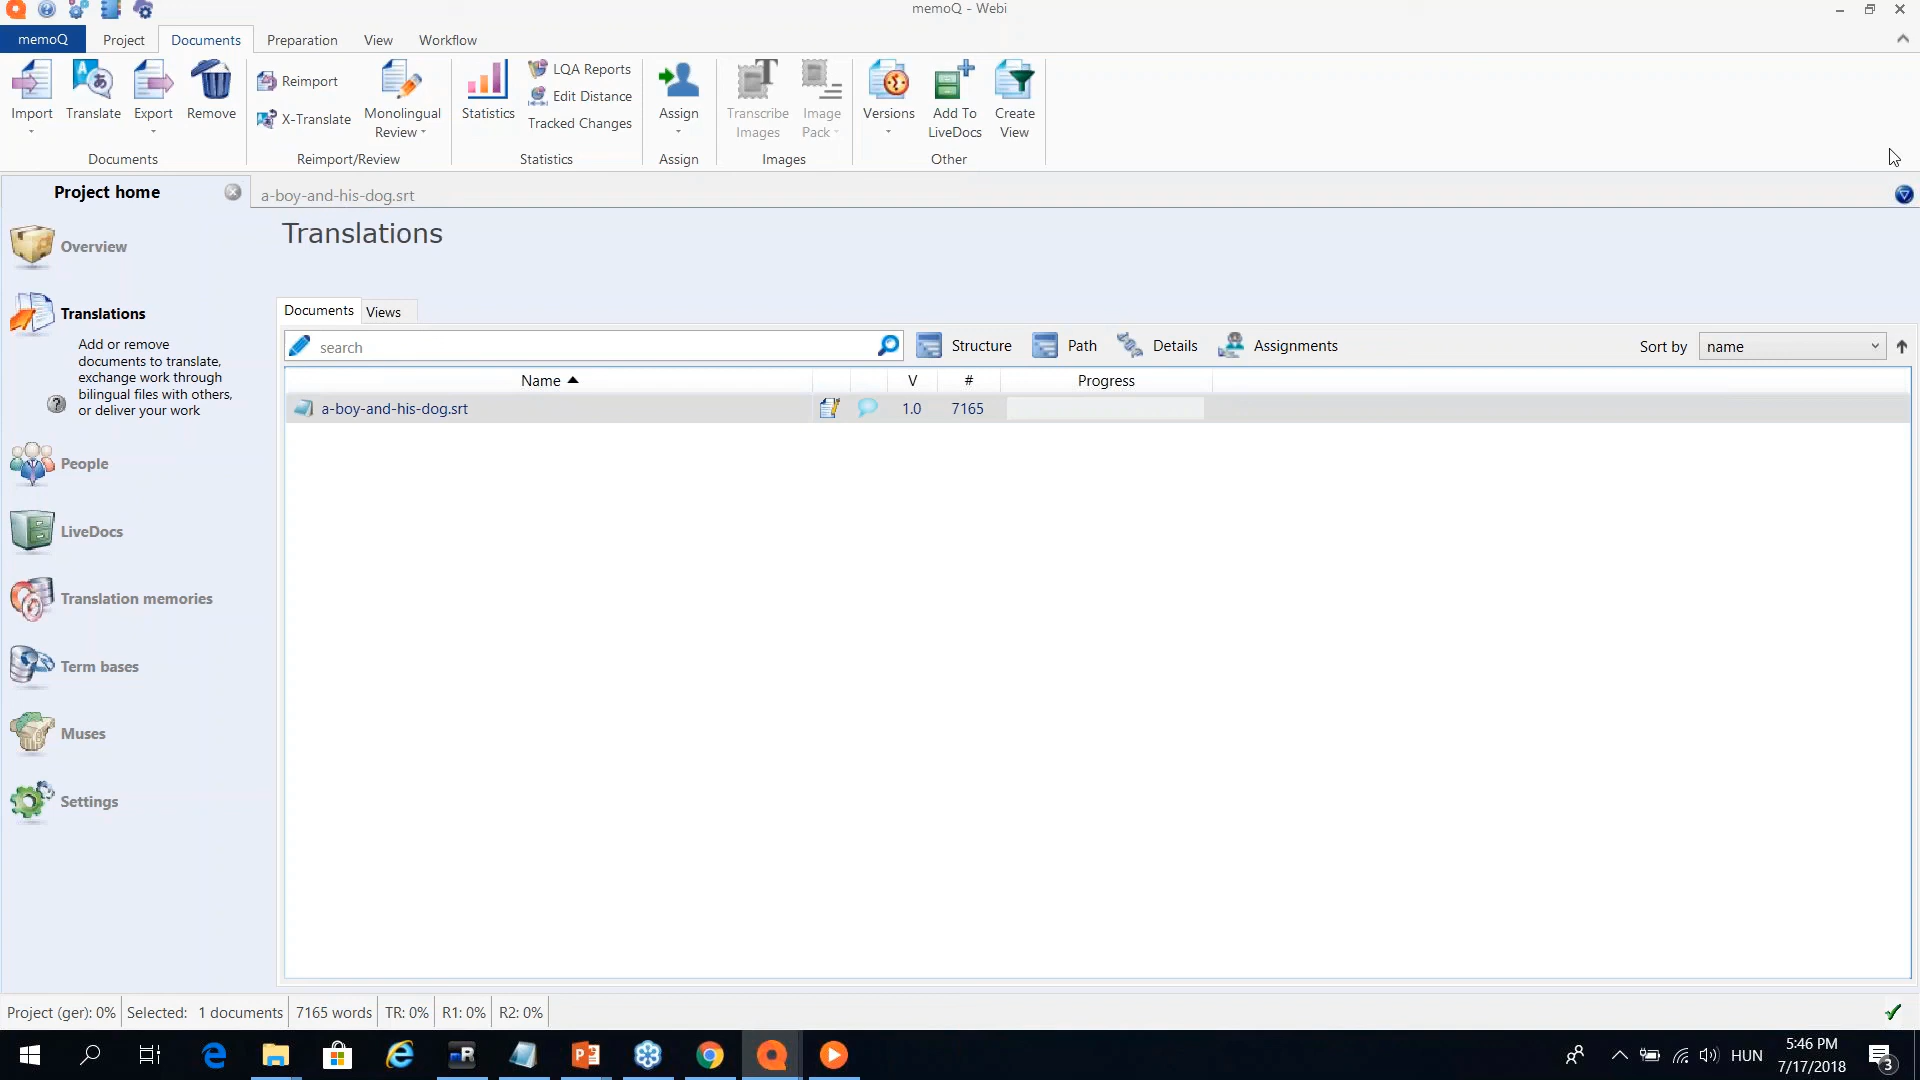 memoQ - Webi
memoQ
Project
Documents
Preparation
View
Workflow
Import
Translate
Export
Remove
Documents
Reimport
X-Translate
Monolingual
Review
Reimport/Review
Statistics
LQA Reports
Edit Distance
Tracked Changes
Statistics
Assign
Assign
Transcribe
Images
Image
Pack
Images
Versions
Add To
LiveDocs
Create
View
Other
Project home
a-boy-and-his-dog.srt
Overview
Translations
Add or remove
documents to translate,
exchange work through
bilingual files with others,
or deliver your work
People
LiveDocs
Translation memories
Term bases
Muses
Settings
Translations
Documents
Views
search
Structure
Path
Details
Assignments
Sort by
name
Name
V
#
Progress
a-boy-and-his-dog.srt
1.0
7165
Project (ger): 0%
Selected: 1 documents
7165 words
TR: 0%
R1: 0%
R2: 0%
HUN
5:46 PM
7/17/2018
3